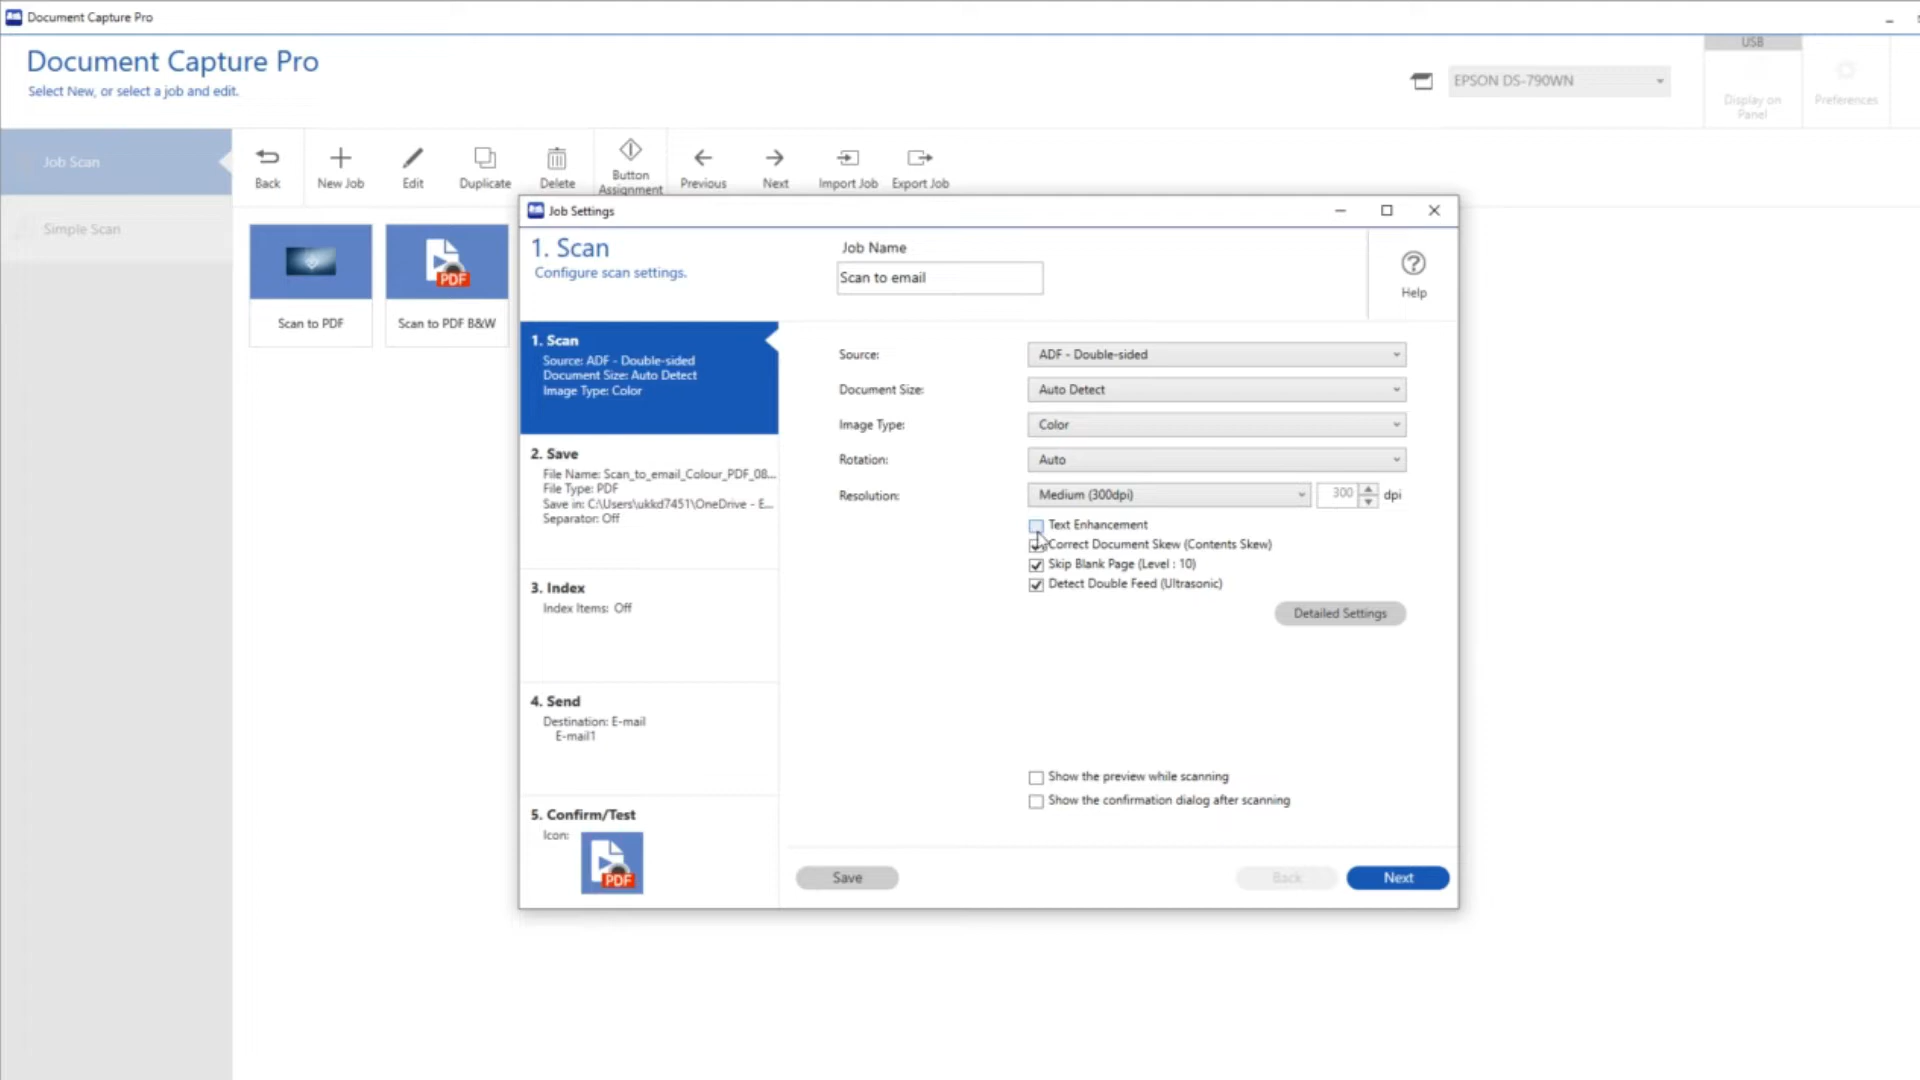 Document Capture Pro
Document Capture Pro
Select New, or select a job and edit.
EPSON DS-790WN
USB
Display on
Panel
Preferences
Job Scan
Simple Scan
Back
New Job
Edit
Duplicate
Delete
Button
Assignment
Previous
Next
Import Job
Export Job
PDF
Scan to PDF
Scan to PDF B&W
Job Settings
1. Scan
Configure scan settings.
Job Name
Scan to email
Help
1. Scan
Source: ADF - Double-sided
Document Size: Auto Detect
Image Type: Color
2. Save
File Name: Scan_to_email_Colour_PDF_08...
File Type: PDF
Save in: C:\Users\ukkd7451\OneDrive - E...
Separator: Off
3. Index
Index Items: Off
4. Send
Destination: E-mail
E-mail1
5. Confirm/Test
Icon:
PDF
Source:
ADF - Double-sided
Document Size:
Auto Detect
Image Type:
Color
Rotation:
Auto
Resolution:
Medium (300dpi)
300
dpi
Text Enhancement
Correct Document Skew (Contents Skew)
Skip Blank Page (Level : 10)
Detect Double Feed (Ultrasonic)
Detailed Settings
Show the preview while scanning
Show the confirmation dialog after scanning
Save
Back
Next